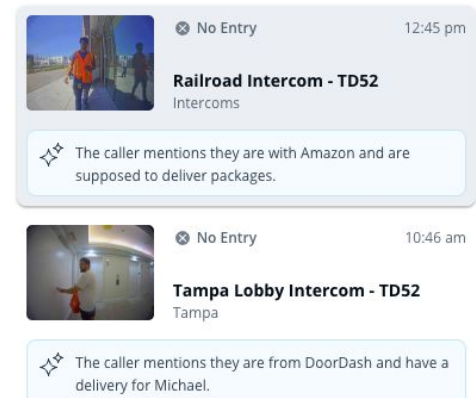 No Entry 12:45 pm
Railroad Intercom - TD52
Intercoms
The caller mentions they are with Amazon and are
supposed to deliver packages.
No Entry 10:46 am
Tampa Lobby Intercom - TD52
Tampa
The caller mentions they are from DoorDash and have a
delivery for Michael.